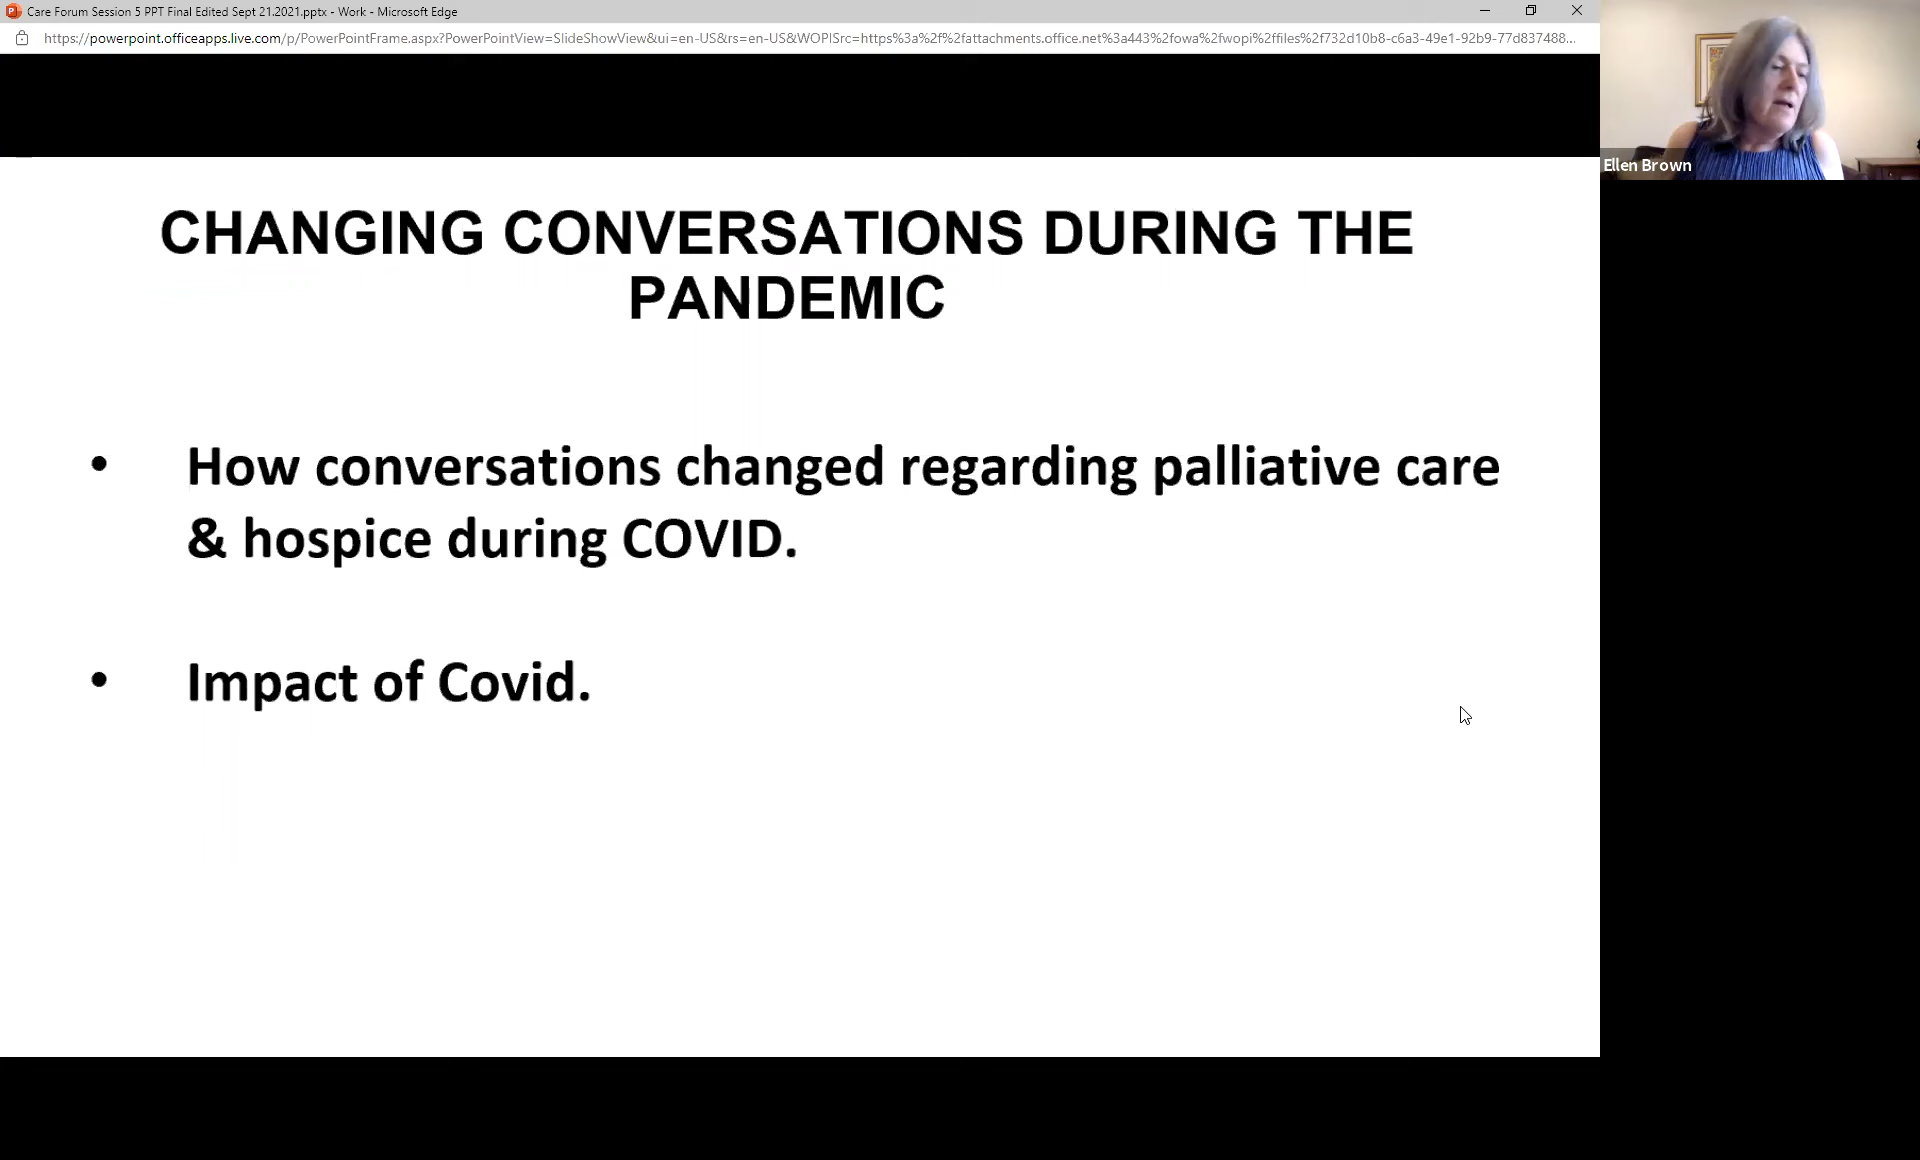 Care Forum Session 5 PPT Final Edited Sept 21.2021.pptx - Work - Microsoft Edge
https://powerpoint.officeapps.live.com/p/PowerPointFrame.aspx?PowerPointView=SlideShowView&ui=en-US&rs=en-US&WOPISrc=https%3a%2f%2fattachments.office.net%3a443%2fowa%2fwopi%2ffiles%2f732d10b8-c6a3-49e1-92b9-77d837488...
Ellen Brown
CHANGING CONVERSATIONS DURING THE
PANDEMIC
• How conversations changed regarding palliative care
& hospice during COVID.
• Impact of Covid.